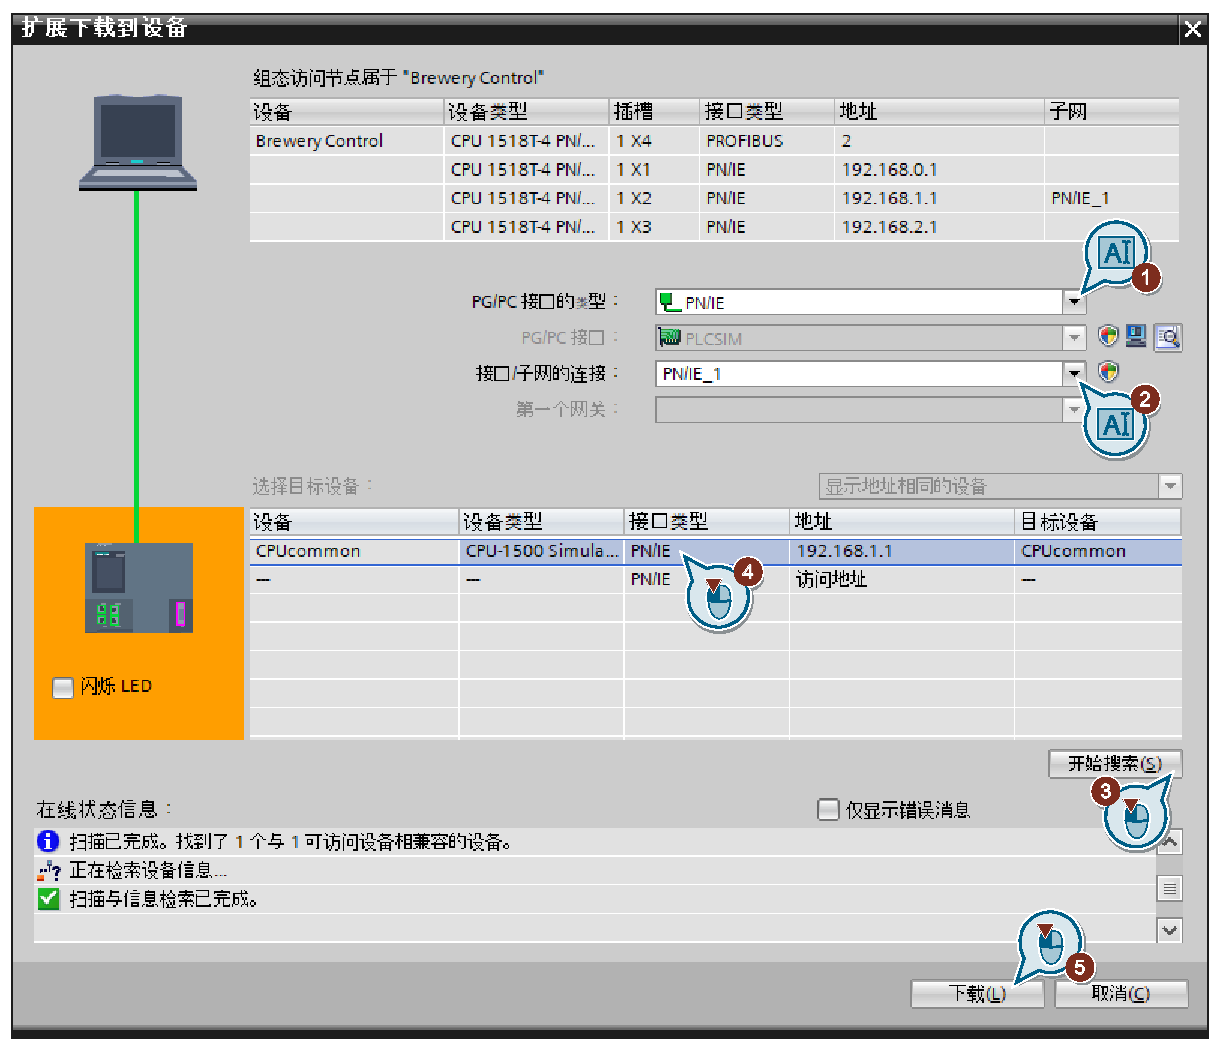 扩展下载到设备
组态访问节点属于 "Brewery Control"
设备 设备类型 插槽 接口类型 地址 子网
Brewery Control CPU 1518T-4 PN/... 1 X4 PROFIBUS 2
CPU 1518T-4 PN/... 1 X1 PN/IE 192.168.0.1
CPU 1518T-4 PN/... 1 X2 PN/IE 192.168.1.1 PN/IE_1
CPU 1518T-4 PN/... 1 X3 PN/IE 192.168.2.1
AI
1
PG/PC 接口的类型： PN/IE
PG/PC 接口： PLCSIM
接口/子网的连接： PN/IE_1
2
第一个网关：
AI
选择目标设备： 显示地址相同的设备
设备 设备类型 接口类型 地址 目标设备
CPUcommon CPU-1500 Simula... PN/IE 192.168.1.1 CPUcommon
— — PN/IE 访问地址 —
4
闪烁 LED
开始搜索(S)
3
在线状态信息： 仅显示错误消息
扫描已完成。找到了 1 个与 1 可访问设备相兼容的设备。
正在检索设备信息...
扫描与信息检索已完成。
5
下载(L) 取消(C)